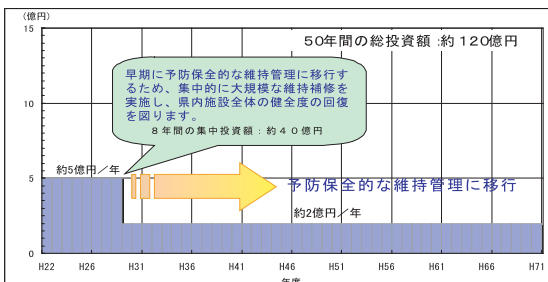 (億円)
15
50年間の総投資額:約120億円
早期に予防保全的な維持管理に移行す
るため、集中的に大規模な維持補修を
実施し、県内施設全体の健全度の回復
を図ります。
8年間の集中投資額:約40億円
10
約5億円/年
5
予防保全的な維持管理に移行
約2億円/年
0
H22 H26 H31 H36 H41 H46 H51 H56 H61 H66 H71
年度